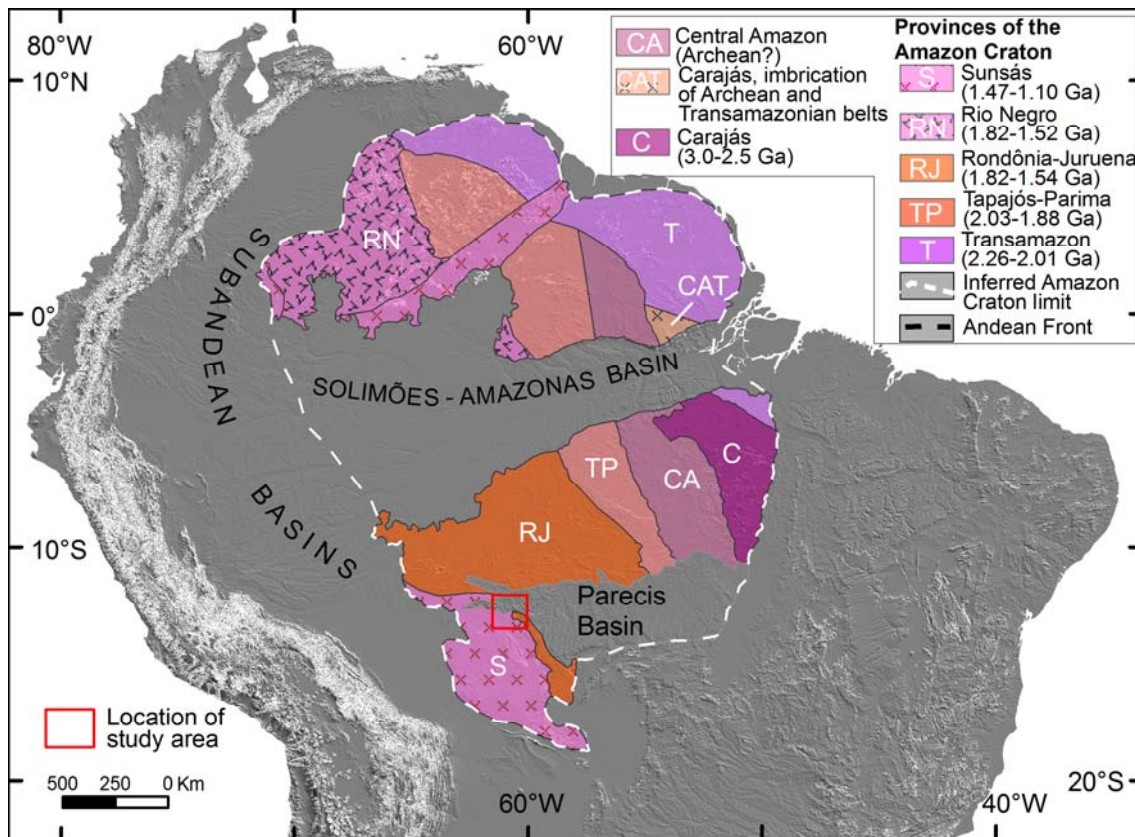 80°W
60°W
10°N
0°
10°S
20°S
60°W
40°W
CA
Central Amazon
(Archean?)
CAT
Carajás, imbrication
of Archean and
Transamazonian belts
C
Carajás
(3.0-2.5 Ga)
Provinces of the
Amazon Craton
S
Sunsás
(1.47-1.10 Ga)
RN
Rio Negro
(1.82-1.52 Ga)
RJ
Rondônia-Juruena
(1.82-1.54 Ga)
TP
Tapajós-Parima
(2.03-1.88 Ga)
T
Transamazon
(2.26-2.01 Ga)
Inferred Amazon
Craton limit
Andean Front
RN
T
CAT
SUBANDEAN
BASINS
SOLIMÕES - AMAZONAS BASIN
TP
CA
C
RJ
Parecis
Basin
S
Location of
study area
500 250 0 Km